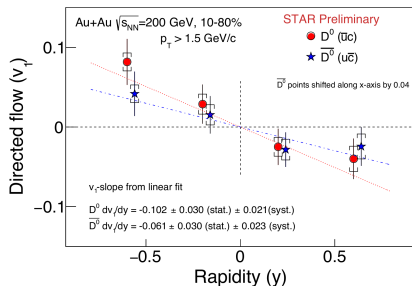 Au+Au √s_NN=200 GeV, 10-80%
p_T > 1.5 GeV/c
STAR Preliminary
D⁰ (u̅c)
D̅⁰ (uc̅)
D̅⁰ points shifted along x-axis by 0.04
Directed flow (v₁)
0.1
0
−0.1
v₁-slope from linear fit
D⁰ dv₁/dy = -0.102 ± 0.030 (stat.) ± 0.021(syst.)
D̅⁰ dv₁/dy = -0.061 ± 0.030 (stat.) ± 0.023 (syst.)
−0.5 0 0.5
Rapidity (y)